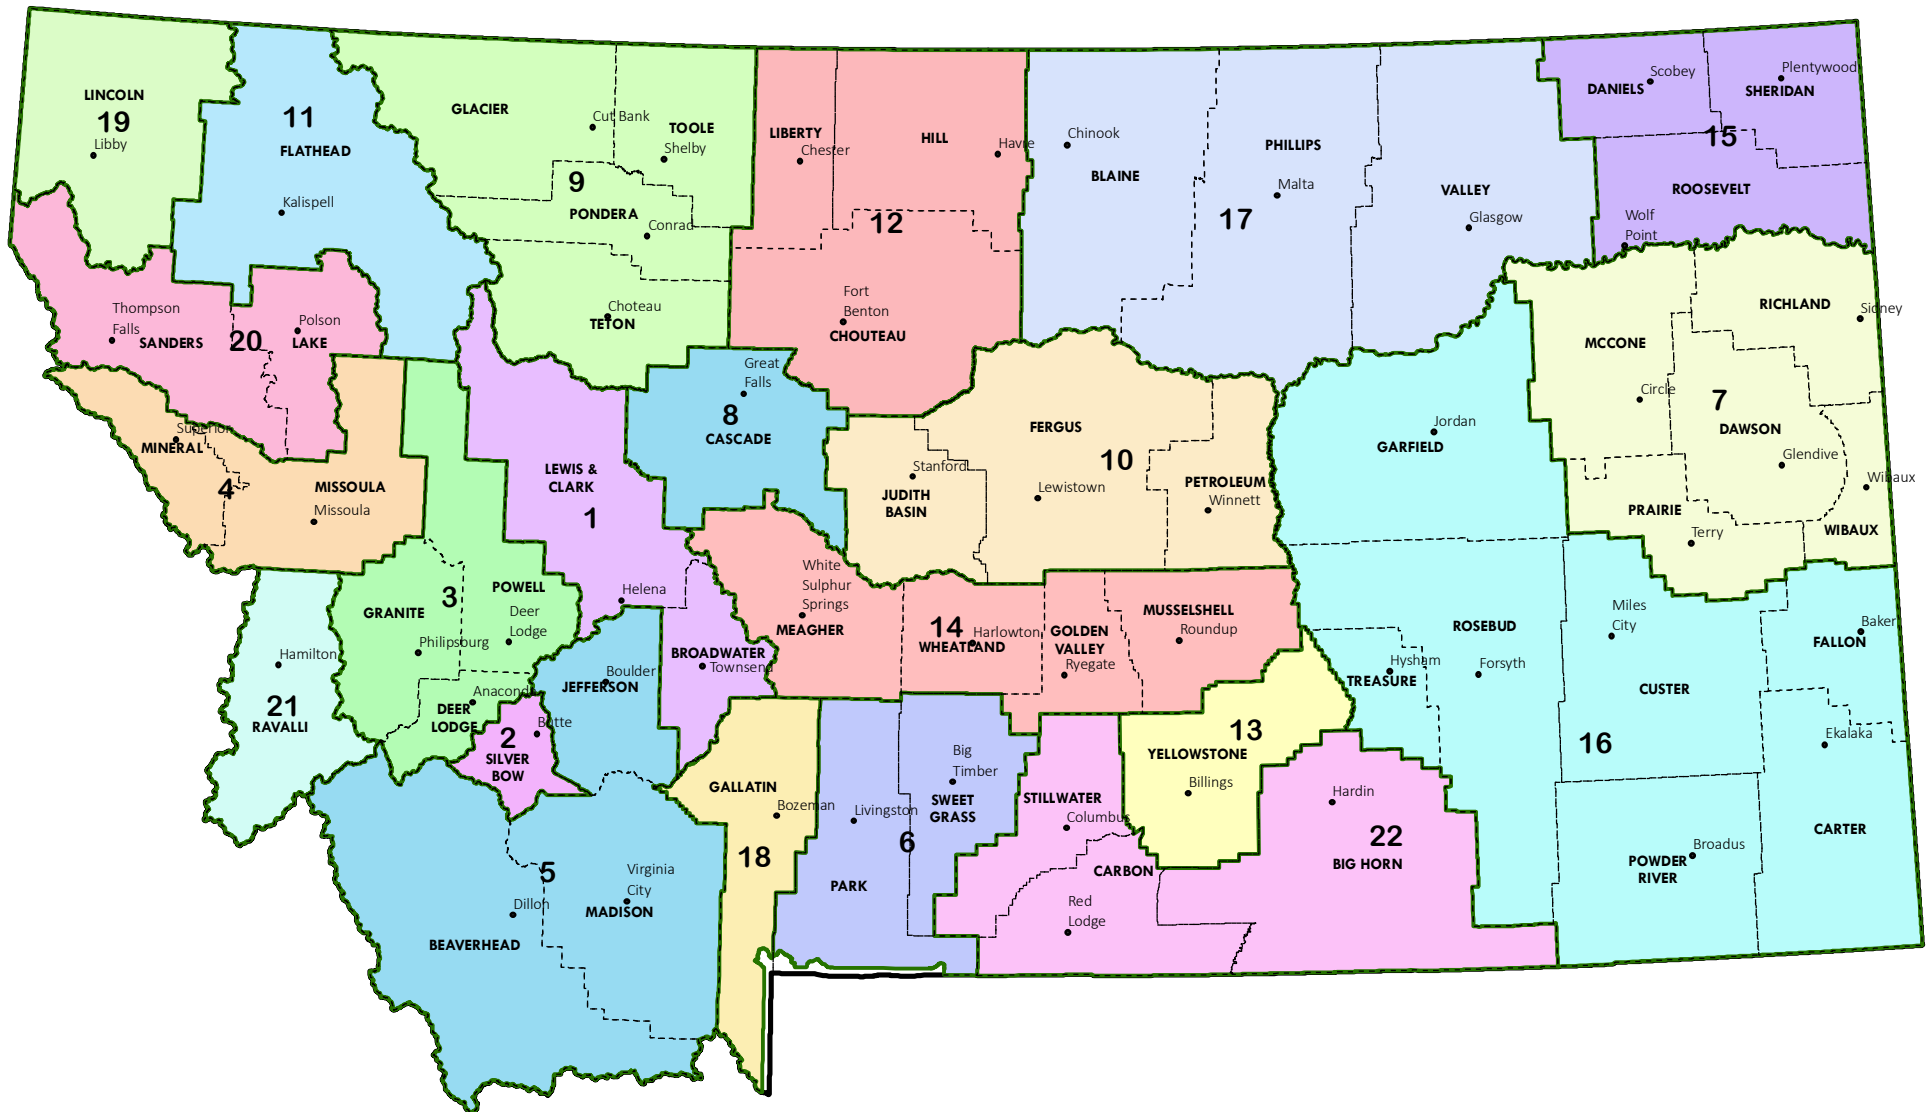 LINCOLN
19
Libby
11
FLATHEAD
Kalispell
GLACIER
Cut Bank
TOOLE
Shelby
9
PONDERA
Conrad
Choteau
TETON
LIBERTY
Chester
HILL
Havre
12
Fort
Benton
CHOUTEAU
Chinook
BLAINE
PHILLIPS
Malta
17
VALLEY
Glasgow
DANIELS
Scobey
Plentywood
SHERIDAN
15
ROOSEVELT
Wolf
Point
Thompson
Falls
SANDERS
20
Polson
LAKE
Superior
MINERAL
4
MISSOULA
Missoula
LEWIS &
CLARK
1
Helena
Great
Falls
8
CASCADE
Stanford
JUDITH
BASIN
FERGUS
10
Lewistown
PETROLEUM
Winnett
Jordan
GARFIELD
MCCONE
Circle
RICHLAND
Sidney
7
DAWSON
Glendive
Wibaux
WIBAUX
PRAIRIE
Terry
3
POWELL
GRANITE
Deer
Lodge
Philipsburg
Anaconda
DEER
LODGE
Hamilton
21
RAVALLI
2
SILVER
BOW
Butte
Boulder
JEFFERSON
BROADWATER
Townsend
White
Sulphur
Springs
MEAGHER
14
Harlowton
WHEATLAND
GOLDEN
VALLEY
Ryegate
MUSSELSHELL
Roundup
ROSEBUD
Hysham
TREASURE
Forsyth
Miles
City
CUSTER
16
Baker
FALLON
Ekalaka
CARTER
Broadus
POWDER
RIVER
5
Dillon
BEAVERHEAD
Virginia
City
MADISON
GALLATIN
Bozeman
18
Livingston
6
PARK
Big
Timber
SWEET
GRASS
STILLWATER
Columbus
CARBON
Red
Lodge
13
YELLOWSTONE
Billings
Hardin
22
BIG HORN